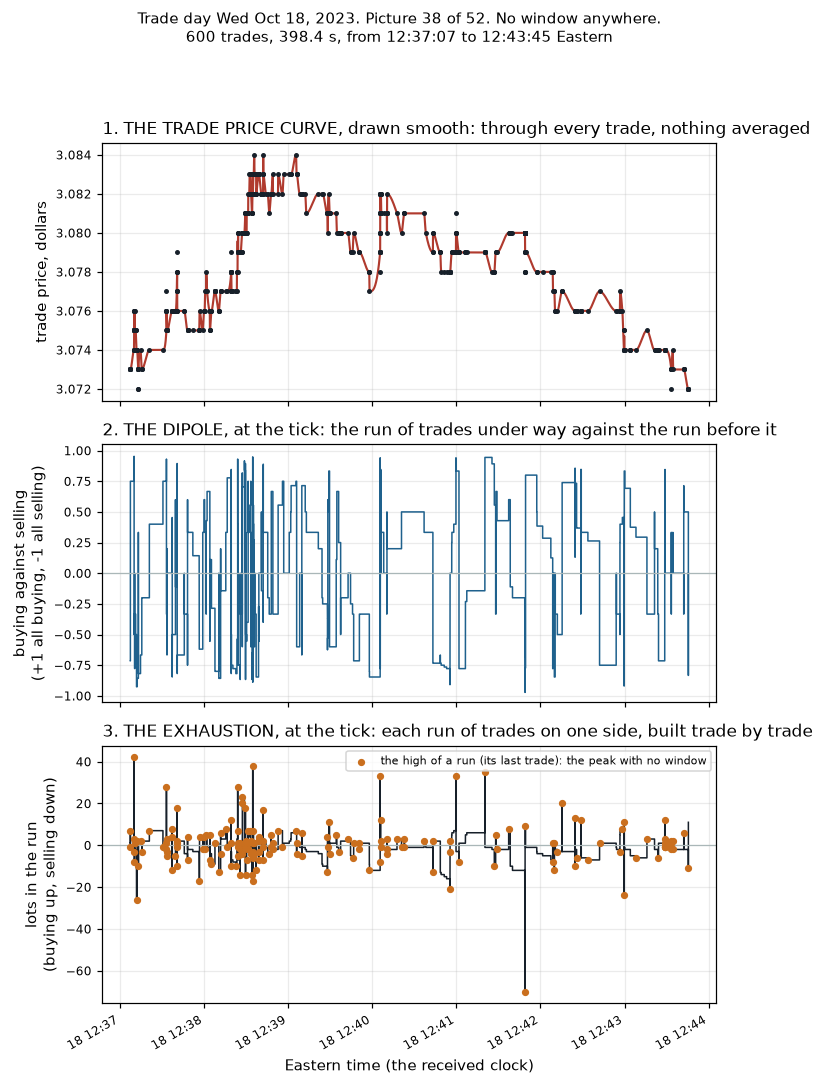 Trade day Wed Oct 18, 2023. Picture 38 of 52. No window anywhere.
600 trades, 398.4 s, from 12:37:07 to 12:43:45 Eastern
1. THE TRADE PRICE CURVE, drawn smooth: through every trade, nothing averaged
trade price, dollars
3.084
3.082
3.080
3.078
3.076
3.074
3.072
2. THE DIPOLE, at the tick: the run of trades under way against the run before it
buying against selling
(+1 all buying, -1 all selling)
1.00
0.75
0.50
0.25
0.00
−0.25
−0.50
−0.75
−1.00
3. THE EXHAUSTION, at the tick: each run of trades on one side, built trade by trade
the high of a run (its last trade): the peak with no window
lots in the run
(buying up, selling down)
40
20
0
−20
−40
−60
18 12:37
18 12:38
18 12:39
18 12:40
18 12:41
18 12:42
18 12:43
18 12:44
Eastern time (the received clock)